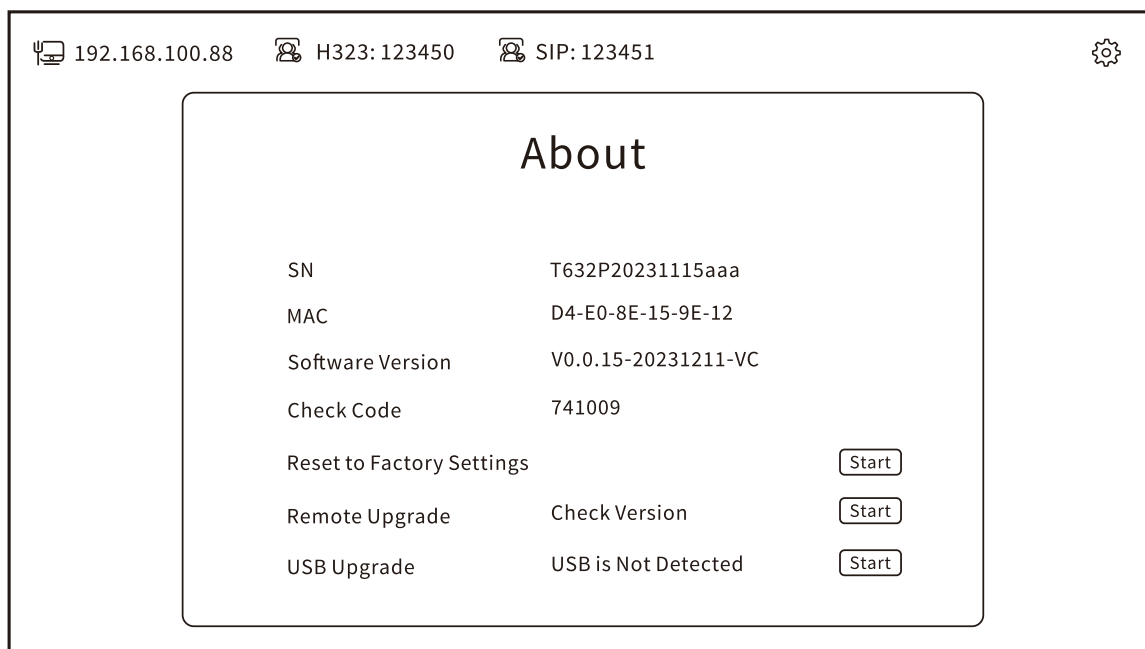 192.168.100.88 H323: 123450 SIP: 123451
About
SN T632P20231115aaa
MAC D4-E0-8E-15-9E-12
Software Version V0.0.15-20231211-VC
Check Code 741009
Reset to Factory Settings Start
Remote Upgrade Check Version Start
USB Upgrade USB is Not Detected Start